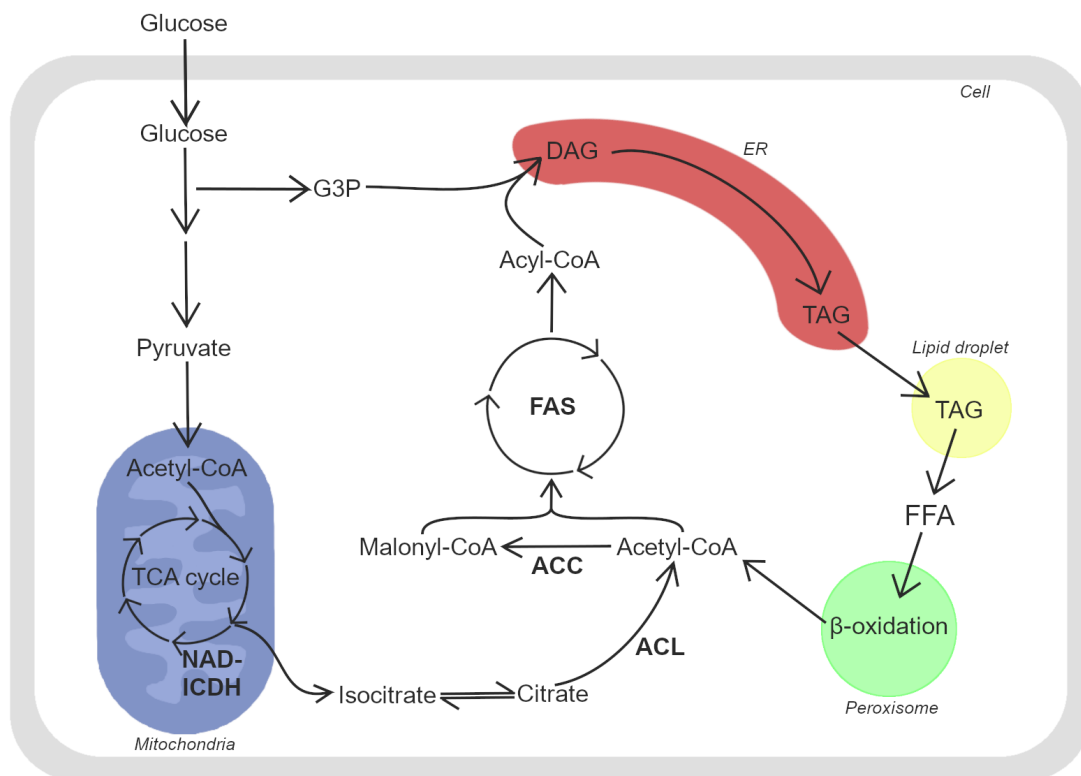 Glucose
Cell
Glucose
DAG
ER
G3P
Acyl-CoA
TAG
Pyruvate
Lipid droplet
FAS
TAG
Acetyl-CoA
FFA
Malonyl-CoA
Acetyl-CoA
ACC
TCA cycle
β-oxidation
ACL
NAD-
ICDH
Isocitrate
Citrate
Peroxisome
Mitochondria